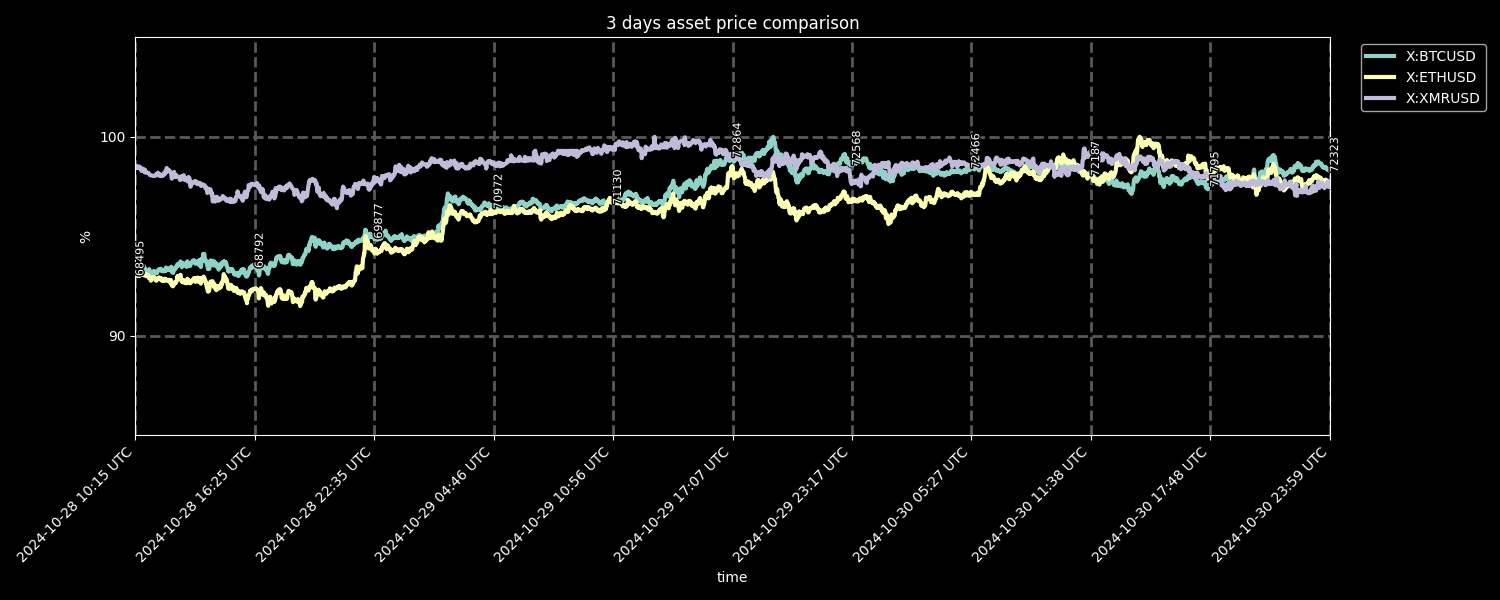 3 days asset price comparison
X:BTCUSD
X:ETHUSD
X:XMRUSD
100
90
%
68495
68792
69877
70972
71130
72864
72568
72466
72187
71795
72323
2024-10-28 10:15 UTC
2024-10-28 16:25 UTC
2024-10-28 22:35 UTC
2024-10-29 04:46 UTC
2024-10-29 10:56 UTC
2024-10-29 17:07 UTC
2024-10-29 23:17 UTC
2024-10-30 05:27 UTC
2024-10-30 11:38 UTC
2024-10-30 17:48 UTC
2024-10-30 23:59 UTC
time